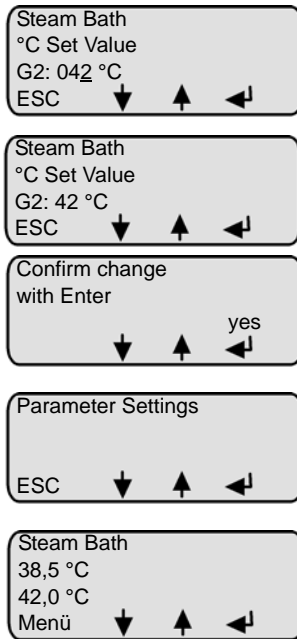 Steam Bath
°C Set Value
G2: 042 °C
ESC
Steam Bath
°C Set Value
G2: 42 °C
ESC
Confirm change
with Enter
yes
Parameter Settings
ESC
Steam Bath
38,5 °C
42,0 °C
Menü